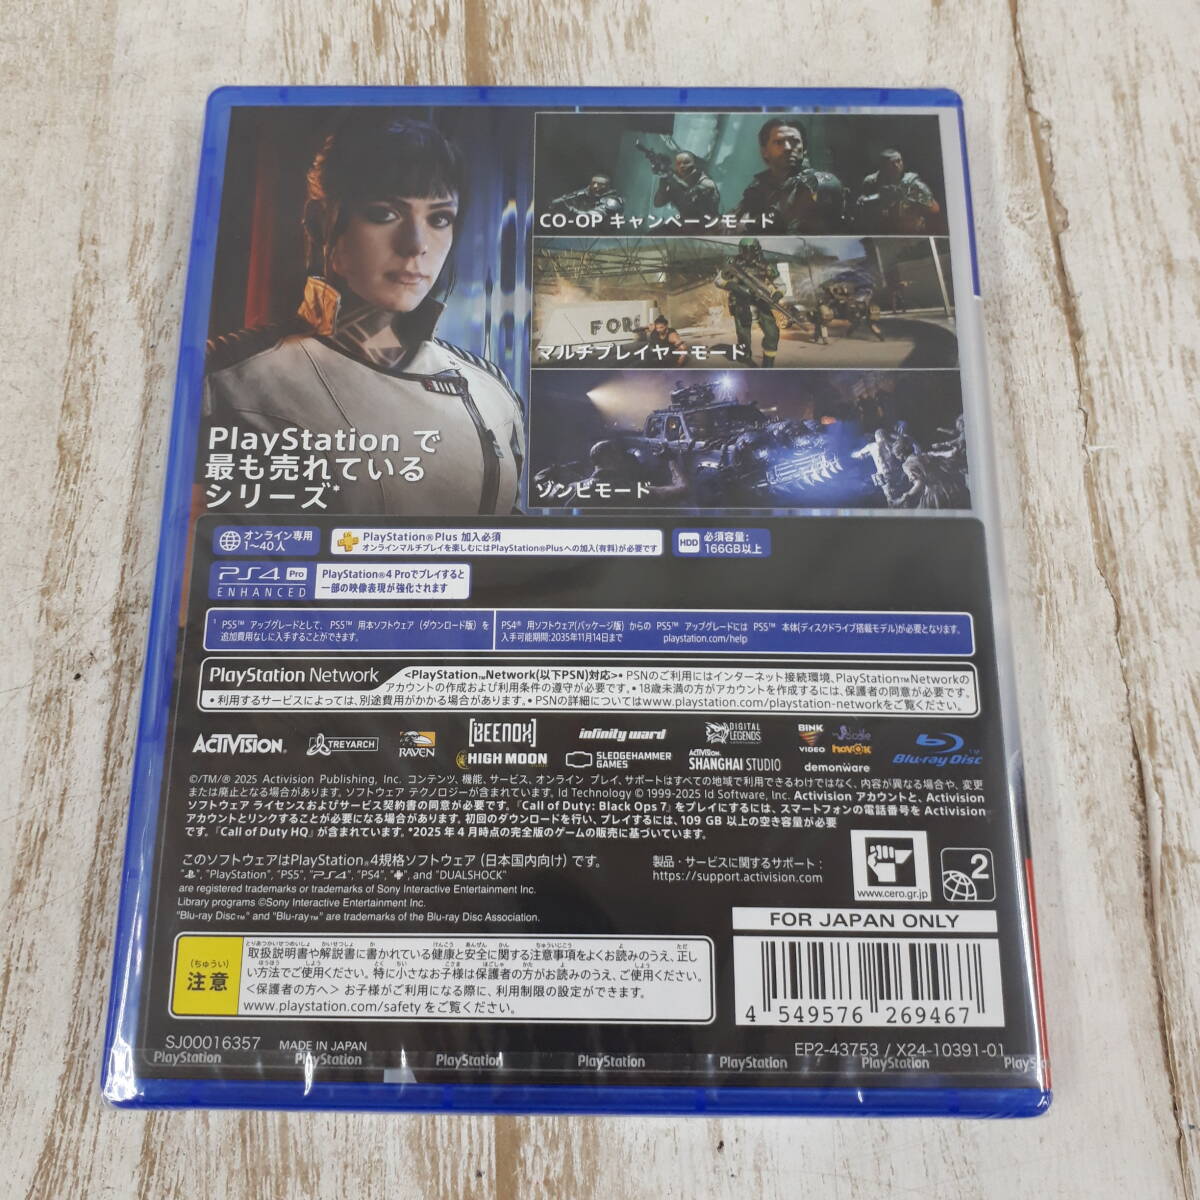 CO-OP キャンペーンモード
FOR
マルチプレイヤーモード
ゾンビモード
PlayStation で
最も売れている
シリーズ*
オンライン専用
1~40人
PlayStation®Plus 加入必須
オンラインマルチプレイを楽しむにはPlayStation®Plusへの加入(有料)が必要です
HDD
必須容量:
166GB以上
PS4 Pro
ENHANCED
PlayStation®4 Proでプレイすると
一部の映像表現が強化されます
¹ PS5™ アップグレードとして、PS5™ 用本ソフトウェア (ダウンロード版) を
追加費用なしに入手することができます。
PS4® 用ソフトウェア(パッケージ版) からの PS5™ アップグレードには PS5™ 本体(ディスクドライブ搭載モデル)が必要となります。
入手可能期間:2035年11月14日まで playstation.com/help
PlayStation Network
<PlayStation™Network(以下PSN)対応>• PSNのご利用にはインターネット接続環境、PlayStation™Networkの
アカウントの作成および利用条件の遵守が必要です。• 18歳未満の方がアカウントを作成するには、保護者の同意が必要です。
• 利用するサービスによっては、別途費用がかかる場合があります。• PSNの詳細についてはwww.playstation.com/playstation-networkをご覧ください。
ACTIVISION
TREYARCH
RAVEN
[BEENOX]
HIGH MOON
infinity ward
SLEDGEHAMMER
GAMES
DIGITAL
LEGENDS
ACTIVISION
SHANGHAI STUDIO
BINK
VIDEO
havok
demonware
Blu-ray Disc™
©/TM/® 2025 Activision Publishing, Inc. コンテンツ、機能、サービス、オンライン プレイ、サポートはすべての地域で利用できるわけではなく、内容が異なる場合や、変更
または廃止となる場合があります。ソフトウェア テクノロジーが含まれています。Id Technology © 1999-2025 Id Software, Inc. Activision アカウントと、Activision
ソフトウェア ライセンスおよびサービス契約書の同意が必要です。「Call of Duty: Black Ops 7」をプレイするには、スマートフォンの電話番号を Activision
アカウントとリンクすることが必要になる場合があります。初回のダウンロードを行い、プレイするには、109 GB 以上の空き容量が必要
です。「Call of Duty HQ」が含まれています。*2025 年 4 月時点の完全版のゲームの販売に基づいています。
このソフトウェアはPlayStation®4規格ソフトウェア (日本国内向け) です。
"PlayStation", "PS5", "PS4", "PS4", and "DUALSHOCK"
are registered trademarks or trademarks of Sony Interactive Entertainment Inc.
Library programs ©Sony Interactive Entertainment Inc.
"Blu-ray Disc™" and "Blu-ray™" are trademarks of the Blu-ray Disc Association.
製品・サービスに関するサポート:
https://support.activision.com
www.cero.gr.jp
2
FOR JAPAN ONLY
(ちゅうい)
注意
取扱説明書や解説書に書かれている健康と安全に関する注意事項をよくお読みのうえ、正し
い方法でご使用ください。特に小さなお子様は保護者の方がお読みのうえ、ご使用ください。
<保護者の方へ> お子様がご利用になる際に、利用制限の設定ができます。
www.playstation.com/safety をご覧ください。
4 549576 269467
SJ00016357 MADE IN JAPAN
EP2-43753 / X24-10391-01
PlayStation PlayStation PlayStation PlayStation PlayStation PlayStation PlayS